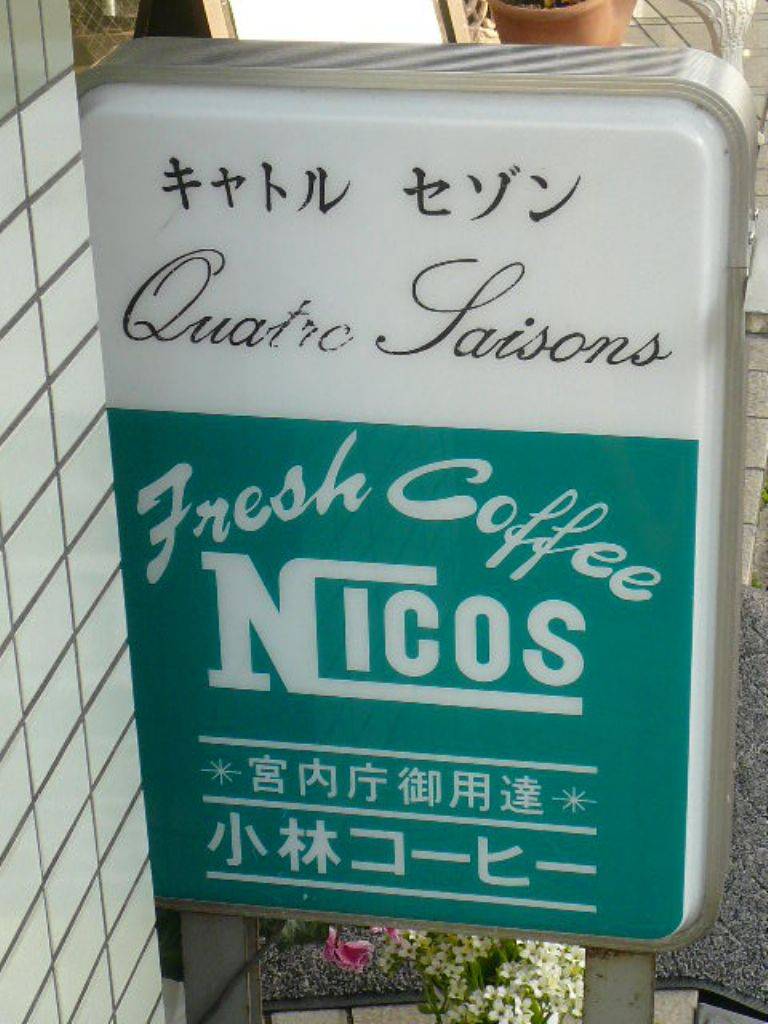 キャトル セゾン
Quatre Saisons
Fresh Coffee
NICOS
＊宮内庁御用達＊
小林コーヒー